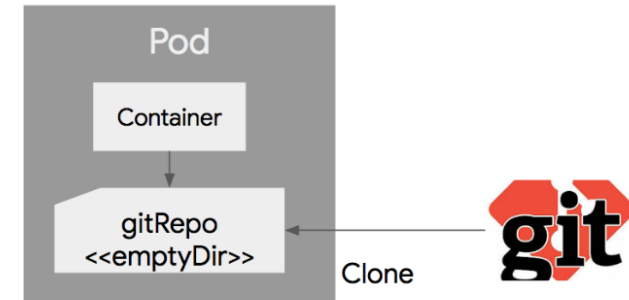 Pod
Container
gitRepo
<<emptyDir>>
Clone
git